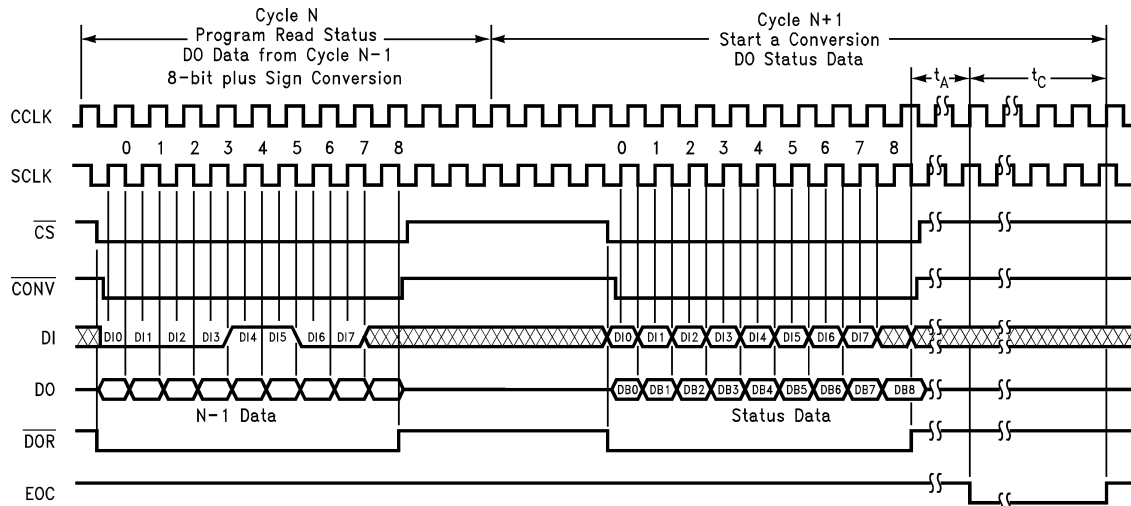 Cycle N
Program Read Status
DO Data from Cycle N-1
8-bit plus Sign Conversion
Cycle N+1
Start a Conversion
DO Status Data
tA
tC
CCLK
0 1 2 3 4 5 6 7 8 0 1 2 3 4 5 6 7 8
SCLK
CS
CONV
DI DI0 DI1 DI2 DI3 DI4 DI5 DI6 DI7 DI0 DI1 DI2 DI3 DI4 DI5 DI6 DI7
DO DB0 DB1 DB2 DB3 DB4 DB5 DB6 DB7 DB8
N-1 Data Status Data
DOR
EOC